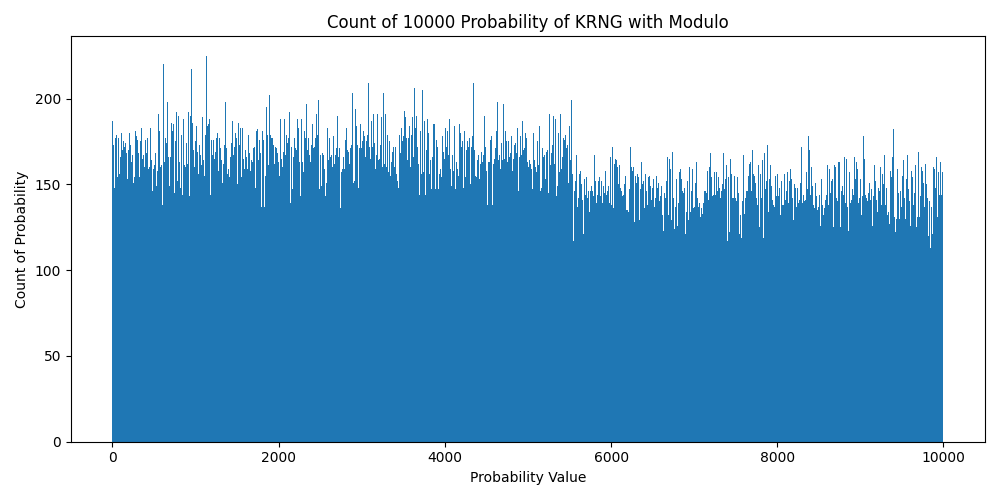 Count of 10000 Probability of KRNG with Modulo
Count of Probability
200
150
100
50
0
0 2000 4000 6000 8000 10000
Probability Value